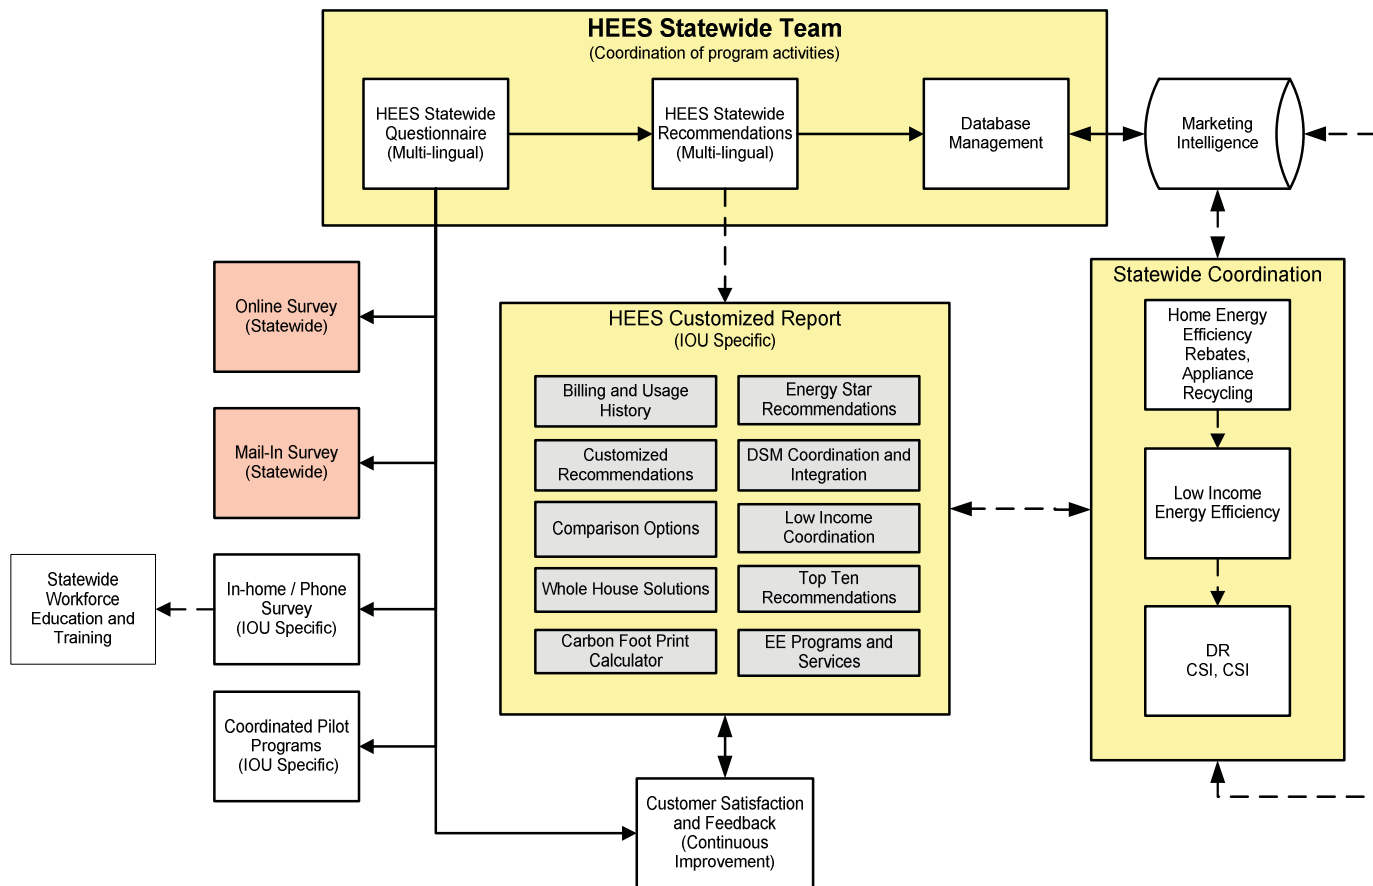 HEES Statewide Team
(Coordination of program activities)
HEES Statewide
Questionnaire
(Multi-lingual)
HEES Statewide
Recommendations
(Multi-lingual)
Database
Management
Marketing
Intelligence
Online Survey
(Statewide)
Mail-In Survey
(Statewide)
In-home / Phone
Survey
(IOU Specific)
Statewide
Workforce
Education and
Training
Coordinated Pilot
Programs
(IOU Specific)
HEES Customized Report
(IOU Specific)
Billing and Usage
History
Energy Star
Recommendations
Customized
Recommendations
DSM Coordination and
Integration
Comparison Options
Low Income
Coordination
Whole House Solutions
Top Ten
Recommendations
Carbon Foot Print
Calculator
EE Programs and
Services
Customer Satisfaction
and Feedback
(Continuous
Improvement)
Statewide Coordination
Home Energy
Efficiency
Rebates,
Appliance
Recycling
Low Income
Energy Efficiency
DR
CSI, CSI